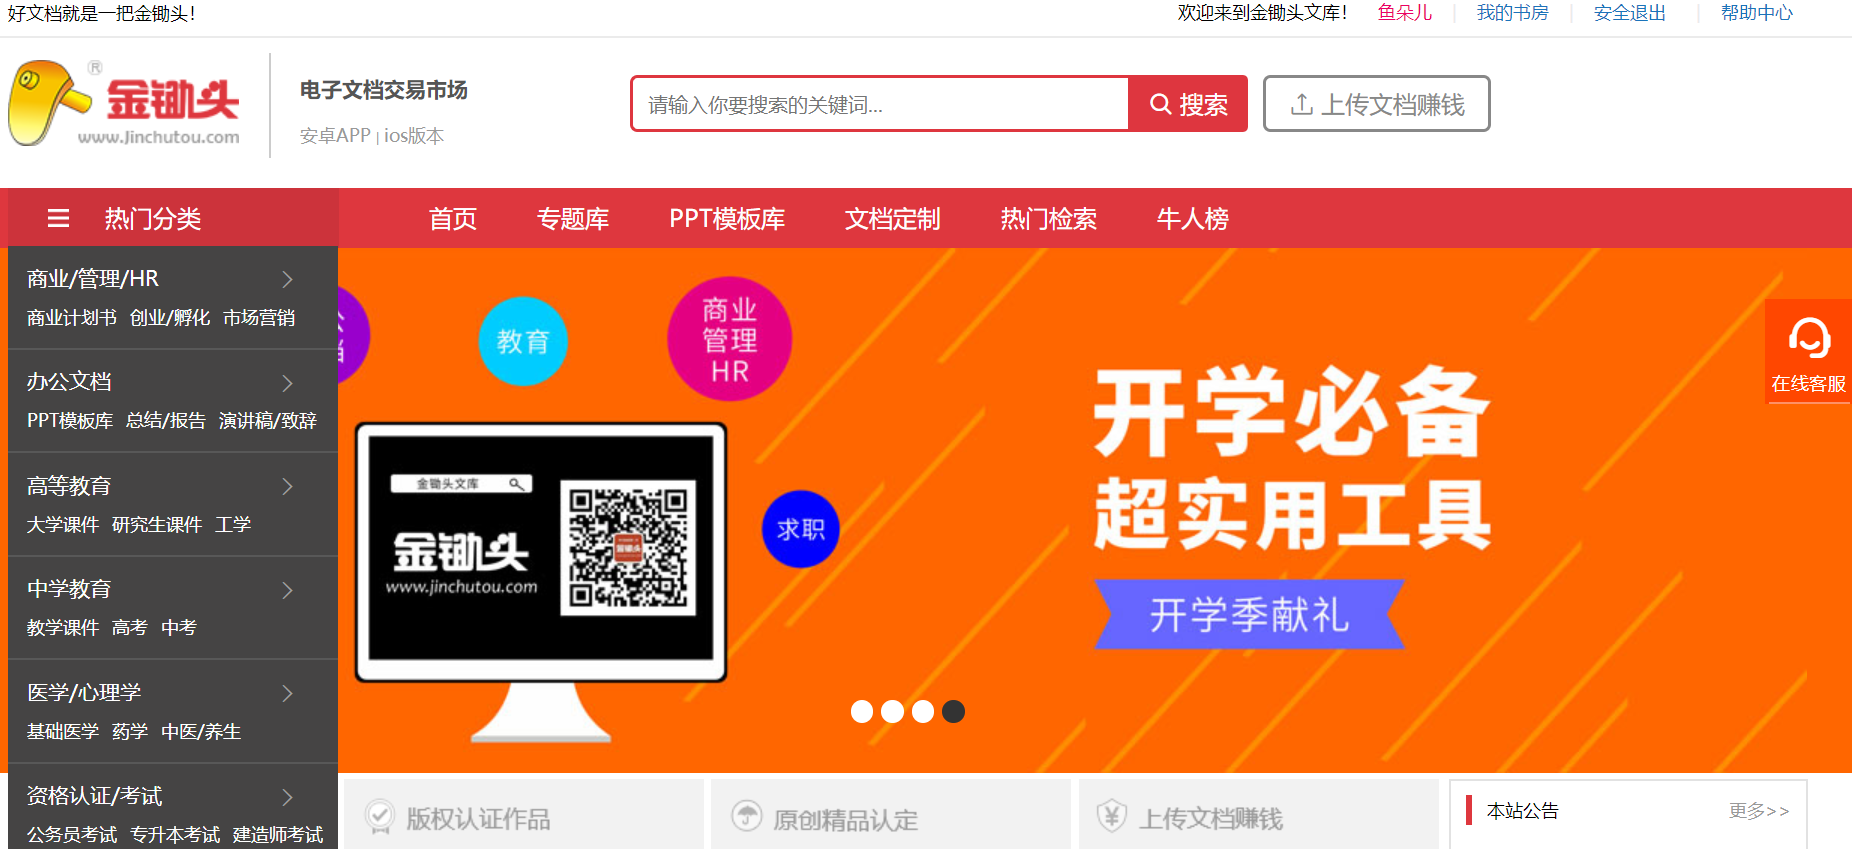 好文档就是一把金锄头！
欢迎来到金锄头文库！ 鱼朵儿 我的书房 安全退出 帮助中心
金锄头®
www.Jinchutou.com
电子文档交易市场
安卓APP | ios版本
请输入你要搜索的关键词...
搜索
上传文档赚钱
热门分类 首页 专题库 PPT模板库 文档定制 热门检索 牛人榜
商业/管理/HR
商业计划书 创业/孵化 市场营销
办公文档
PPT模板库 总结/报告 演讲稿/致辞
高等教育
大学课件 研究生课件 工学
中学教育
教学课件 高考 中考
医学/心理学
基础医学 药学 中医/养生
资格认证/考试
公务员考试 专升本考试 建造师考试
教育
商业
管理
HR
金锄头文库
金锄头
www.jinchutou.com
金锄头
求职
开学必备
超实用工具
开学季献礼
在线客服
版权认证作品
原创精品认定
上传文档赚钱
本站公告 更多>>